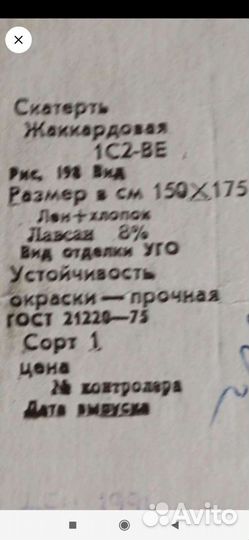 Скатерть
Жаккардовая
1С2-ВЕ
Рис. 198 Вид
Размер в см 150Х175
Лен+хлопок
Лавсан 8%
Вид отделки УГО
Устойчивость
окраски — прочная
ГОСТ 21220—75
Сорт 1
цена
№ контролера
Дата выпуска
Avito